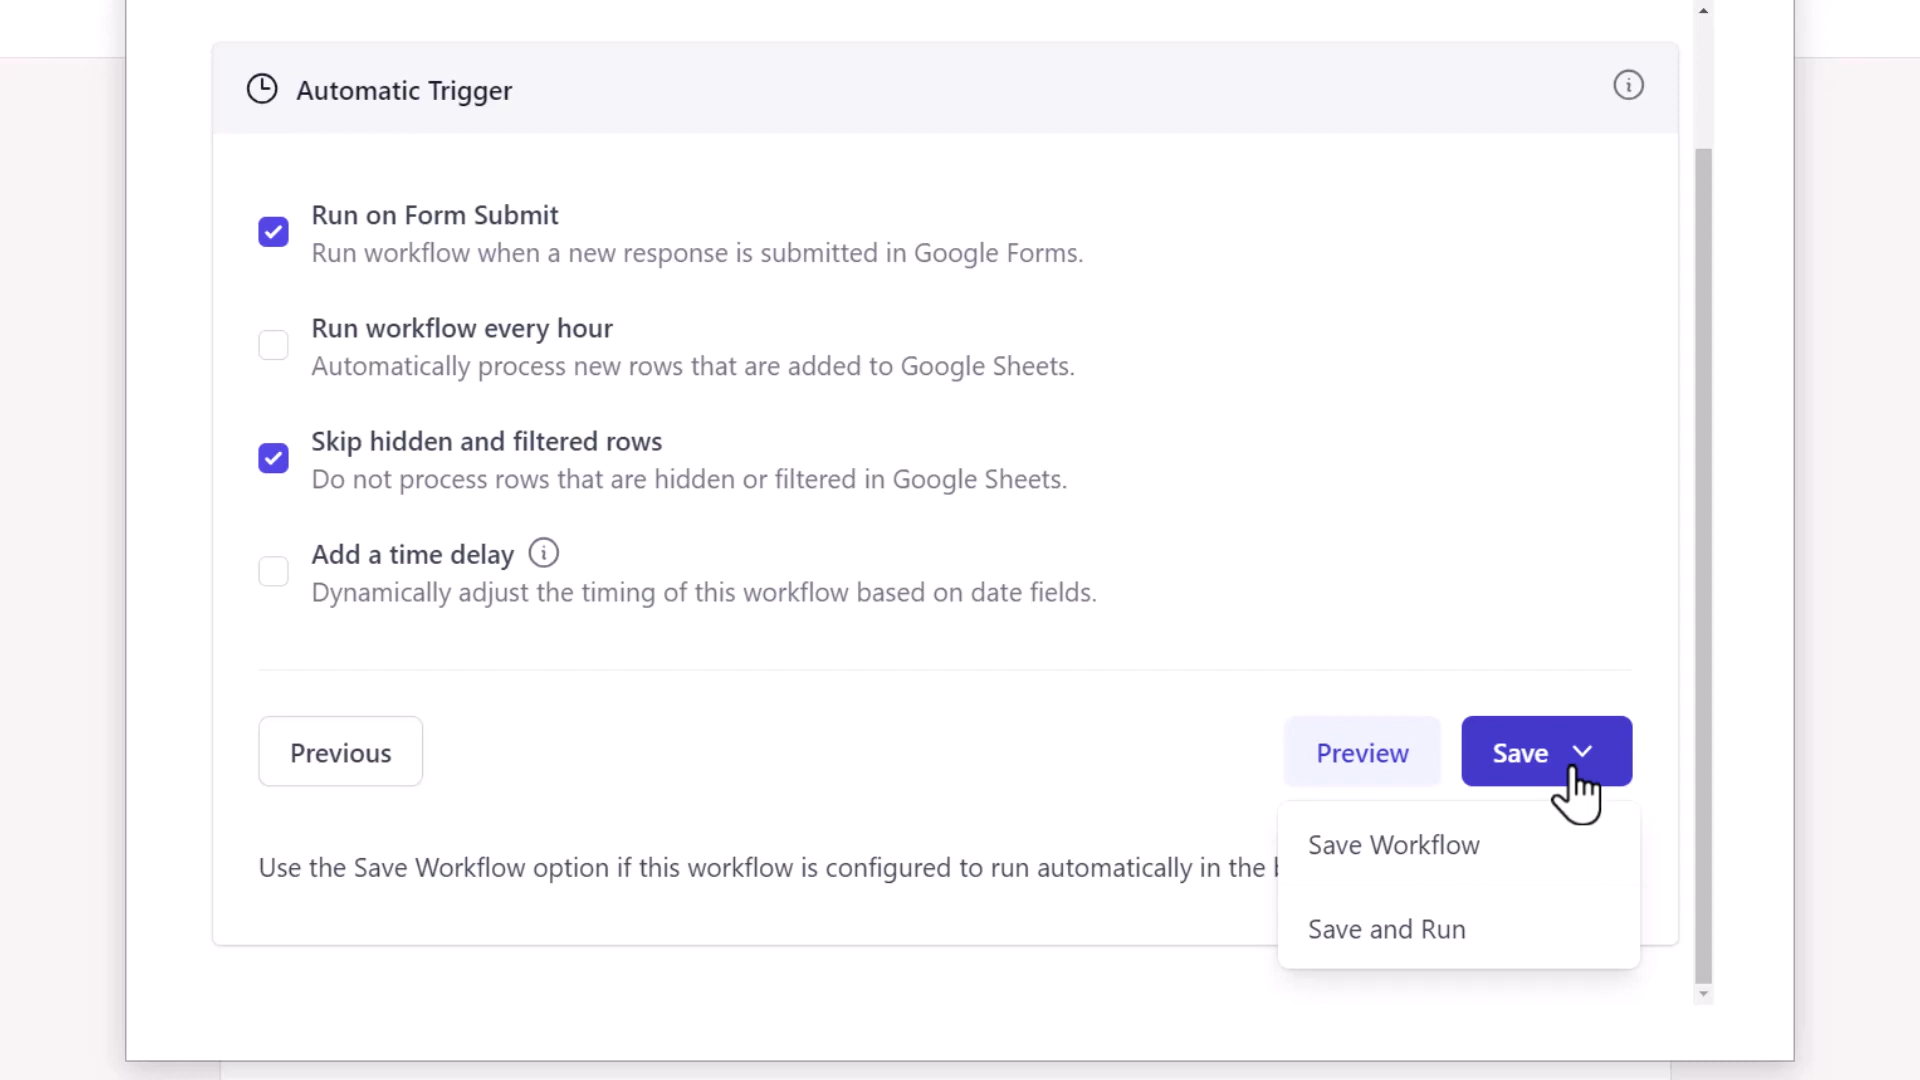 Automatic Trigger
Run on Form Submit
Run workflow when a new response is submitted in Google Forms.
Run workflow every hour
Automatically process new rows that are added to Google Sheets.
Skip hidden and filtered rows
Do not process rows that are hidden or filtered in Google Sheets.
Add a time delay
Dynamically adjust the timing of this workflow based on date fields.
Previous
Preview
Save
Use the Save Workflow option if this workflow is configured to run automatically in the
Save Workflow
Save and Run